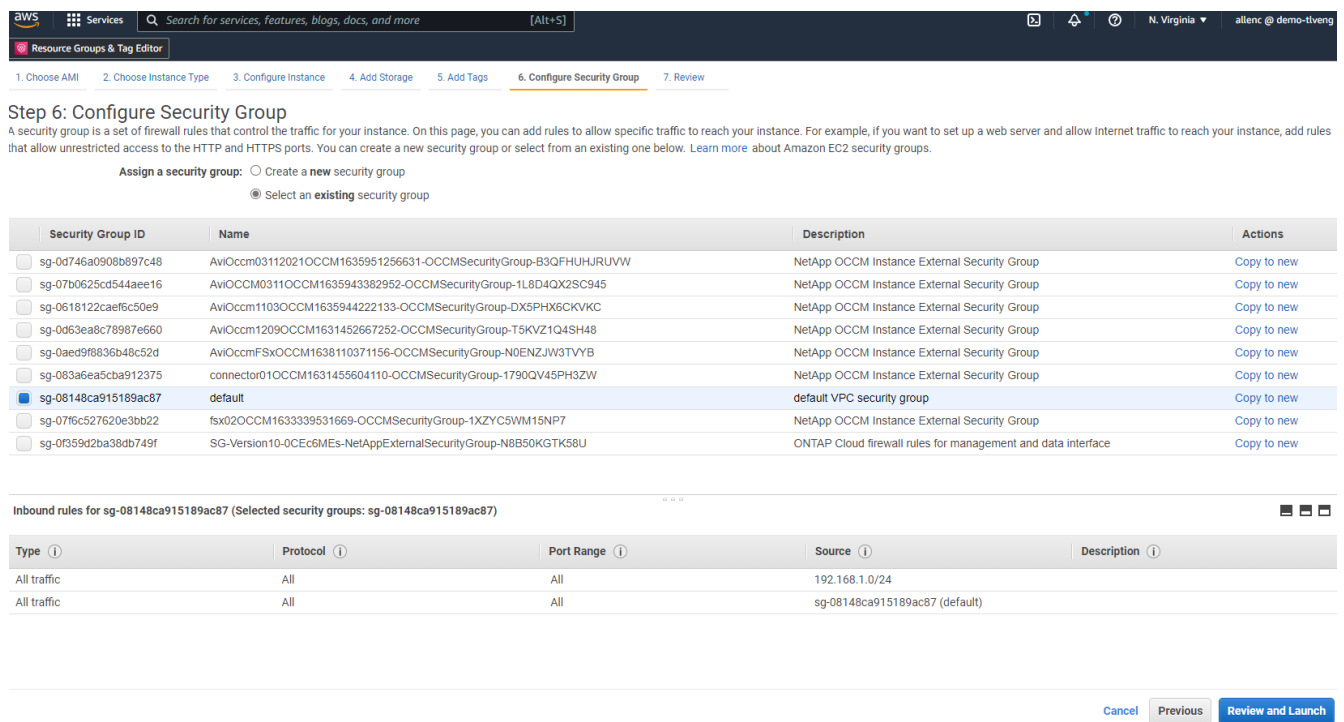 aws Services Search for services, features, blogs, docs, and more [Alt+S] N. Virginia ▼ allenc @ demo-tlveng
Resource Groups & Tag Editor
1. Choose AMI 2. Choose Instance Type 3. Configure Instance 4. Add Storage 5. Add Tags 6. Configure Security Group 7. Review
Step 6: Configure Security Group
A security group is a set of firewall rules that control the traffic for your instance. On this page, you can add rules to allow specific traffic to reach your instance. For example, if you want to set up a web server and allow Internet traffic to reach your instance, add rules
that allow unrestricted access to the HTTP and HTTPS ports. You can create a new security group or select from an existing one below. Learn more about Amazon EC2 security groups.
Assign a security group: Create a new security group
Select an existing security group
Security Group ID Name Description Actions
sg-0d746a0908b897c48 AviOccm03112021OCCM1635951256631-OCCMSecurityGroup-B3QFHUHJRUVW NetApp OCCM Instance External Security Group Copy to new
sg-07b0625cd544aee16 AviOCCM0311OCCM1635943382952-OCCMSecurityGroup-1L8D4QX2SC945 NetApp OCCM Instance External Security Group Copy to new
sg-0618122caef6c50e9 AviOccm1103OCCM1635944222133-OCCMSecurityGroup-DX5PHX6CKVKC NetApp OCCM Instance External Security Group Copy to new
sg-0d63ea8c78987e660 AviOccm1209OCCM1631452667252-OCCMSecurityGroup-T5KVZ1Q4SH48 NetApp OCCM Instance External Security Group Copy to new
sg-0aed9f8836b48c52d AviOccmFSxOCCM1638110371156-OCCMSecurityGroup-N0ENZJW3TVYB NetApp OCCM Instance External Security Group Copy to new
sg-083a6ea5cba912375 connector01OCCM1631455604110-OCCMSecurityGroup-1790QV45PH3ZW NetApp OCCM Instance External Security Group Copy to new
sg-08148ca915189ac87 default default VPC security group Copy to new
sg-07f6c527620e3bb22 fsx02OCCM1633339531669-OCCMSecurityGroup-1XZYC5WM15NP7 NetApp OCCM Instance External Security Group Copy to new
sg-0f359d2ba38db749f SG-Version10-0CEc6MEs-NetAppExternalSecurityGroup-N8B50KGTK58U ONTAP Cloud firewall rules for management and data interface Copy to new
Inbound rules for sg-08148ca915189ac87 (Selected security groups: sg-08148ca915189ac87)
Type Protocol Port Range Source Description
All traffic All All 192.168.1.0/24
All traffic All All sg-08148ca915189ac87 (default)
Cancel Previous Review and Launch